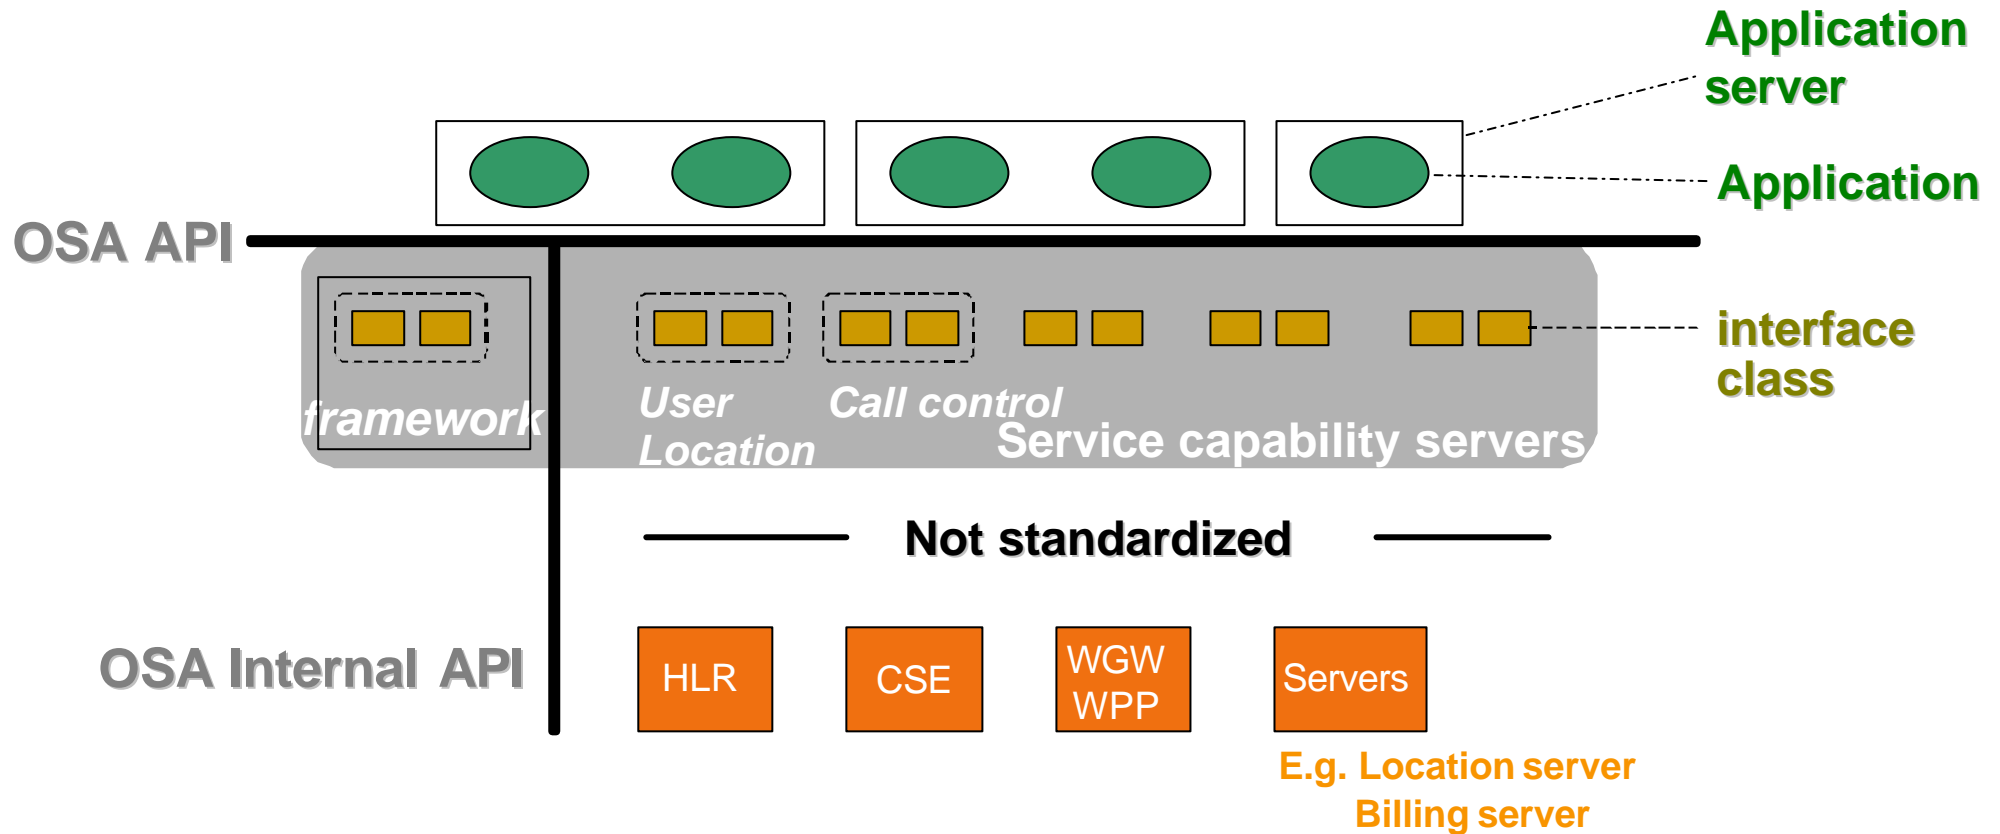 Application
server
Application
OSA API
interface
class
framework
User
Location
Call control
Service capability servers
Not standardized
OSA Internal API
HLR
CSE
WGW
WPP
Servers
E.g. Location server
Billing server